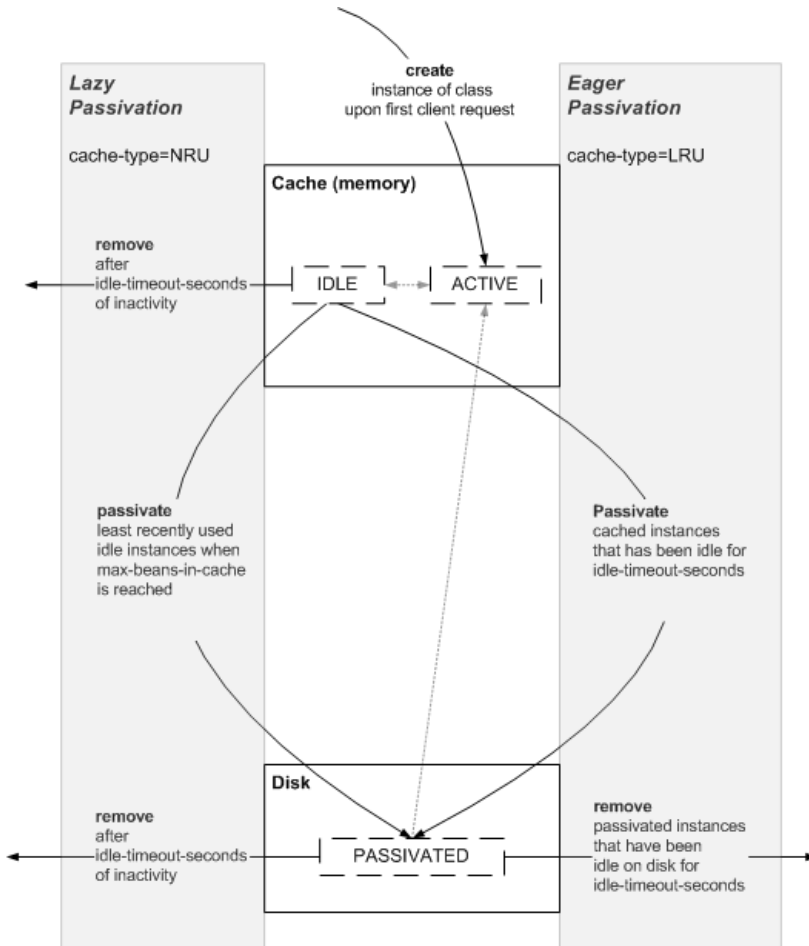 Lazy
Passivation
cache-type=NRU
create
instance of class
upon first client request
Eager
Passivation
cache-type=LRU
Cache (memory)
remove
after
idle-timeout-seconds
of inactivity
IDLE
ACTIVE
passivate
least recently used
idle instances when
max-beans-in-cache
is reached
Passivate
cached instances
that has been idle for
idle-timeout-seconds
Disk
remove
after
idle-timeout-seconds
of inactivity
PASSIVATED
remove
passivated instances
that have been
idle on disk for
idle-timeout-seconds